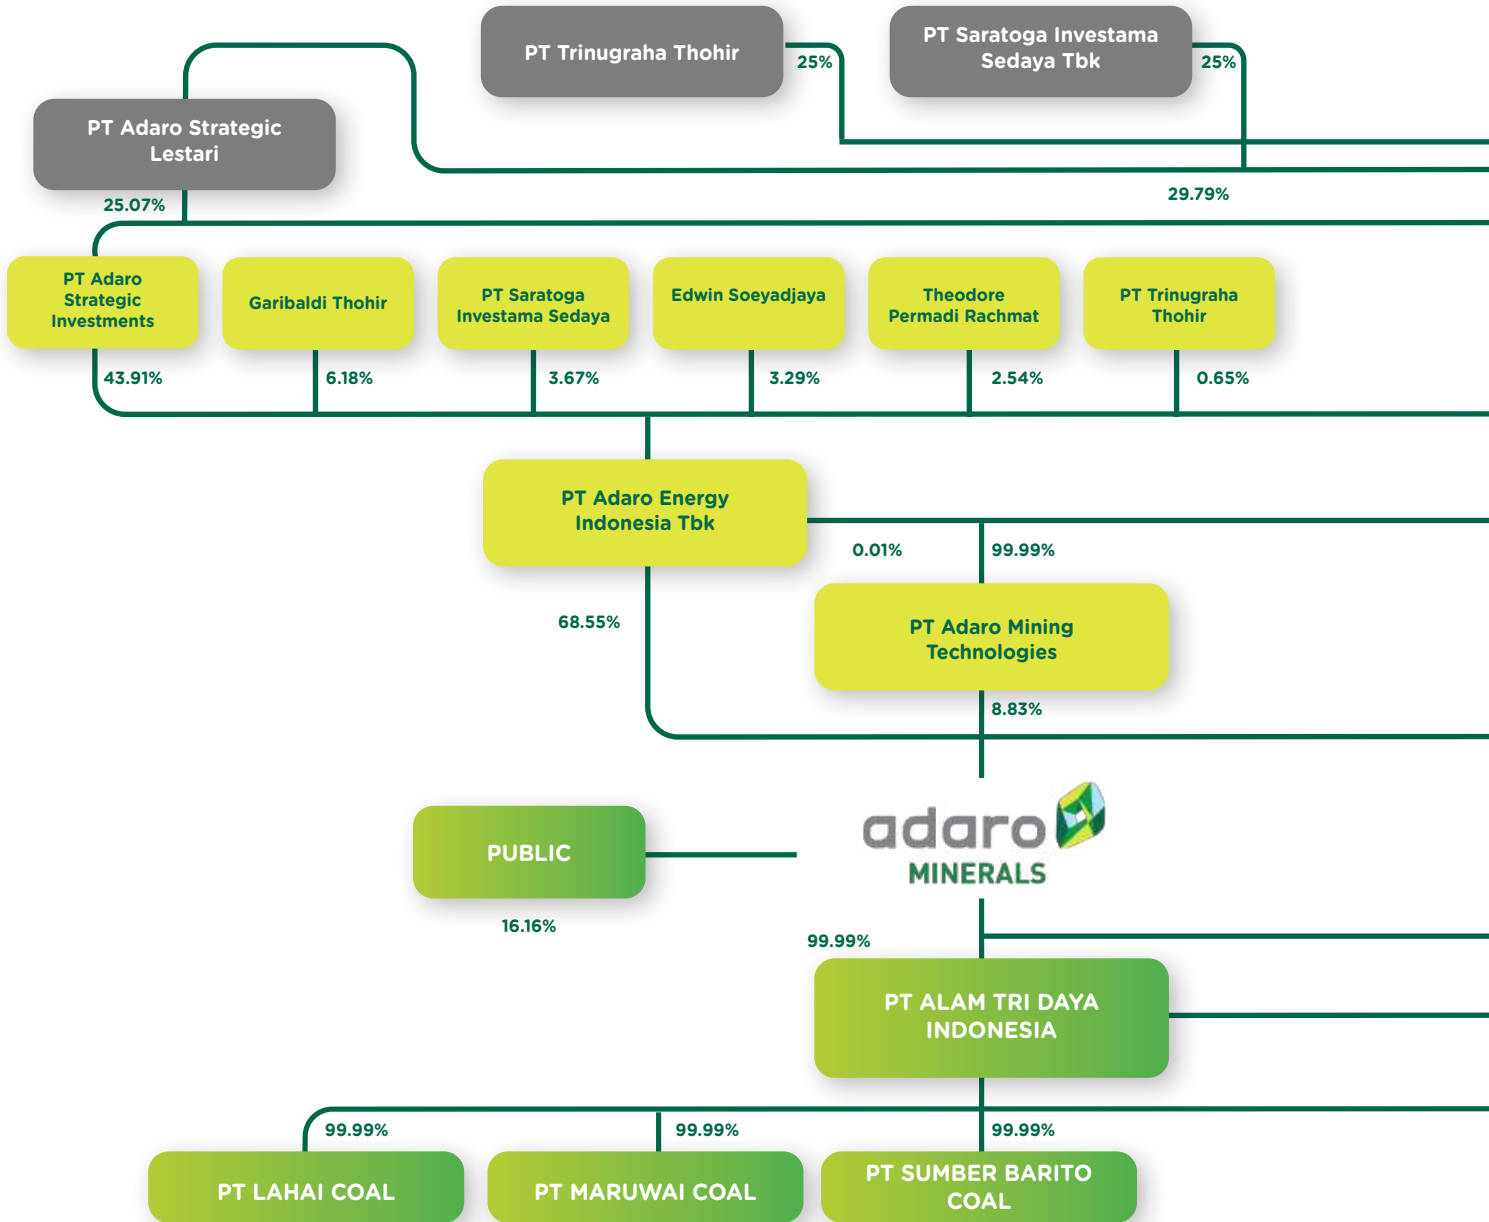 PT Trinugraha Thohir
25%
PT Saratoga Investama
Sedaya Tbk
25%
PT Adaro Strategic
Lestari
25.07%
29.79%
PT Adaro
Strategic
Investments
Garibaldi Thohir
PT Saratoga
Investama Sedaya
Edwin Soeyadjaya
Theodore
Permadi Rachmat
PT Trinugraha
Thohir
43.91%
6.18%
3.67%
3.29%
2.54%
0.65%
PT Adaro Energy
Indonesia Tbk
0.01%
99.99%
68.55%
PT Adaro Mining
Technologies
8.83%
adaro
MINERALS
PUBLIC
16.16%
99.99%
PT ALAM TRI DAYA
INDONESIA
99.99%
99.99%
99.99%
PT LAHAI COAL
PT MARUWAI COAL
PT SUMBER BARITO
COAL